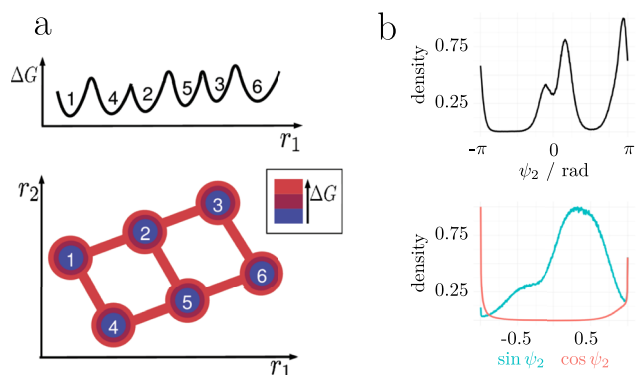 a
ΔG
1 4 2 5 3 6
r₁
r₂
ΔG
3
2
1
6
5
4
r₁
b
density
0.75
0.25
-π 0 π
ψ₂ / rad
density
0.75
0.25
-0.5 0.5
sin ψ₂ cos ψ₂